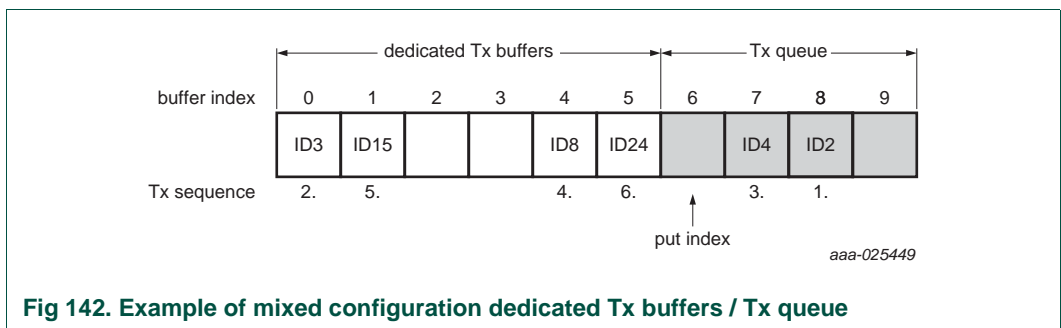 dedicated Tx buffers Tx queue
buffer index 0 1 2 3 4 5 6 7 8 9
ID3 ID15 ID8 ID24 ID4 ID2
Tx sequence 2. 5. 4. 6. 3. 1.
put index
aaa-025449
Fig 142. Example of mixed configuration dedicated Tx buffers / Tx queue